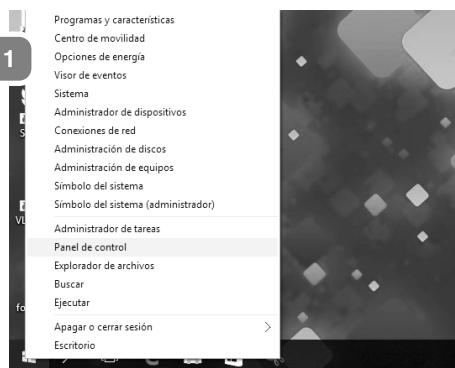 1
Programas y características
Centro de movilidad
Opciones de energía
Visor de eventos
Sistema
Administrador de dispositivos
Conexiones de red
Administración de discos
Administración de equipos
Símbolo del sistema
Símbolo del sistema (administrador)
Administrador de tareas
Panel de control
Explorador de archivos
Buscar
Ejecutar
Apagar o cerrar sesión
Escritorio